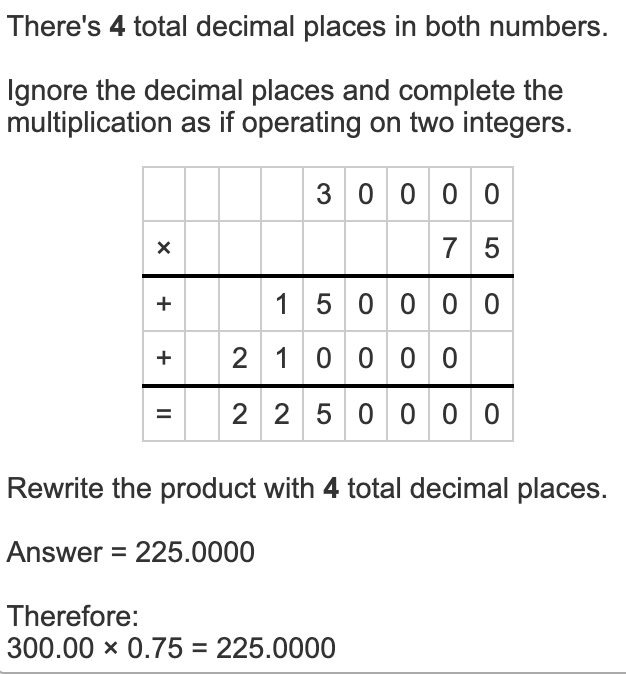 There's 4 total decimal places in both numbers.
Ignore the decimal places and complete the
multiplication as if operating on two integers.
3 0 0 0 0
× 7 5
+ 1 5 0 0 0 0
+ 2 1 0 0 0 0
= 2 2 5 0 0 0 0
Rewrite the product with 4 total decimal places.
Answer = 225.0000
Therefore:
300.00 × 0.75 = 225.0000